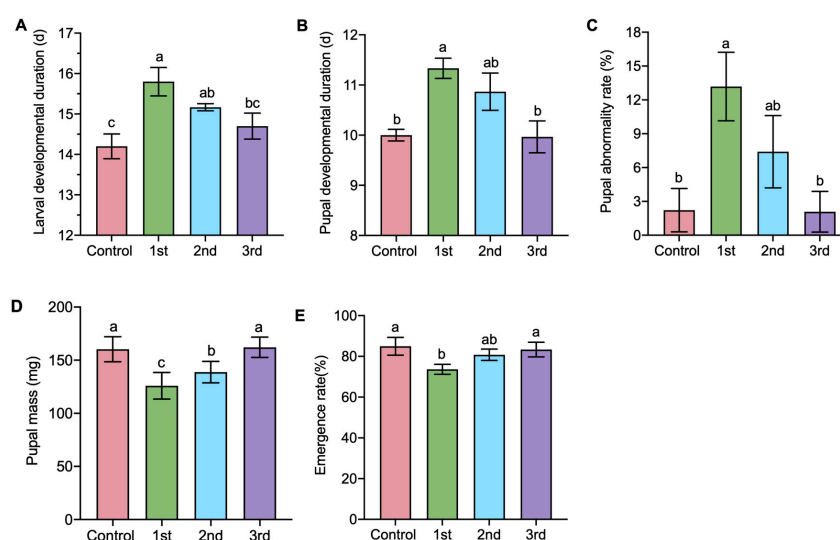 A
Larval developmental duration (d)
17
16
15
14
13
12
c
a
ab
bc
Control 1st 2nd 3rd
B
Pupal developmental duration (d)
12
11
10
9
8
b
a
ab
b
Control 1st 2nd 3rd
C
Pupal abnormality rate (%)
18
15
12
9
6
3
0
b
a
ab
b
Control 1st 2nd 3rd
D
Pupal mass (mg)
200
150
100
50
0
a
c
b
a
Control 1st 2nd 3rd
E
Emergence rate(%)
100
80
60
40
20
0
a
b
ab
a
Control 1st 2nd 3rd